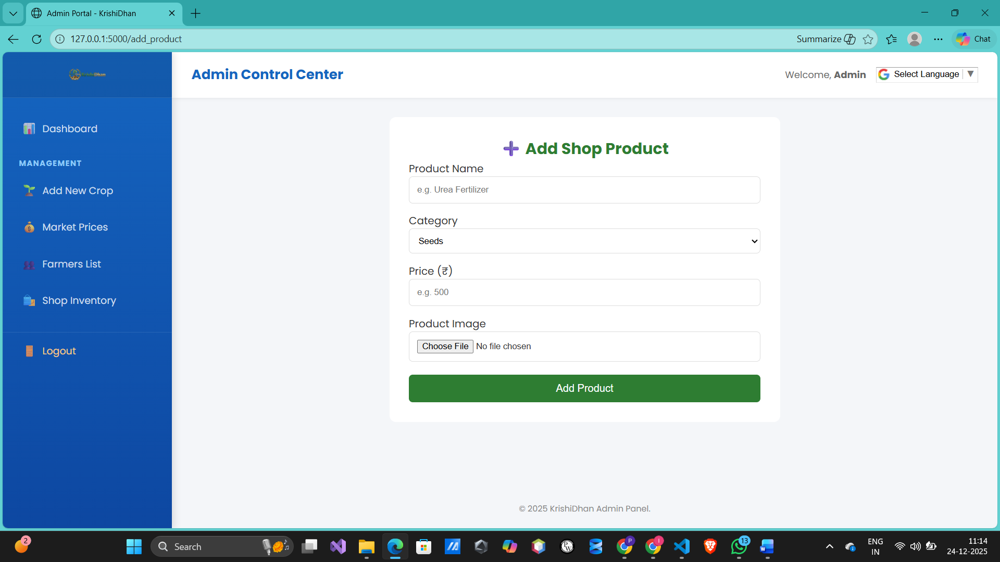 Admin Portal - KrishiDhan
127.0.0.1:5000/add_product
Summarize
Chat
KrishiDhan
Admin Control Center
Welcome, Admin
Select Language
▼
Dashboard
MANAGEMENT
Add New Crop
Market Prices
Farmers List
Shop Inventory
Logout
Add Shop Product
Product Name
e.g. Urea Fertilizer
Category
Seeds
Price (₹)
e.g. 500
Product Image
Choose File No file chosen
Add Product
© 2025 KrishiDhan Admin Panel.
2
Search
P
I
13
ENG
IN
11:14
24-12-2025